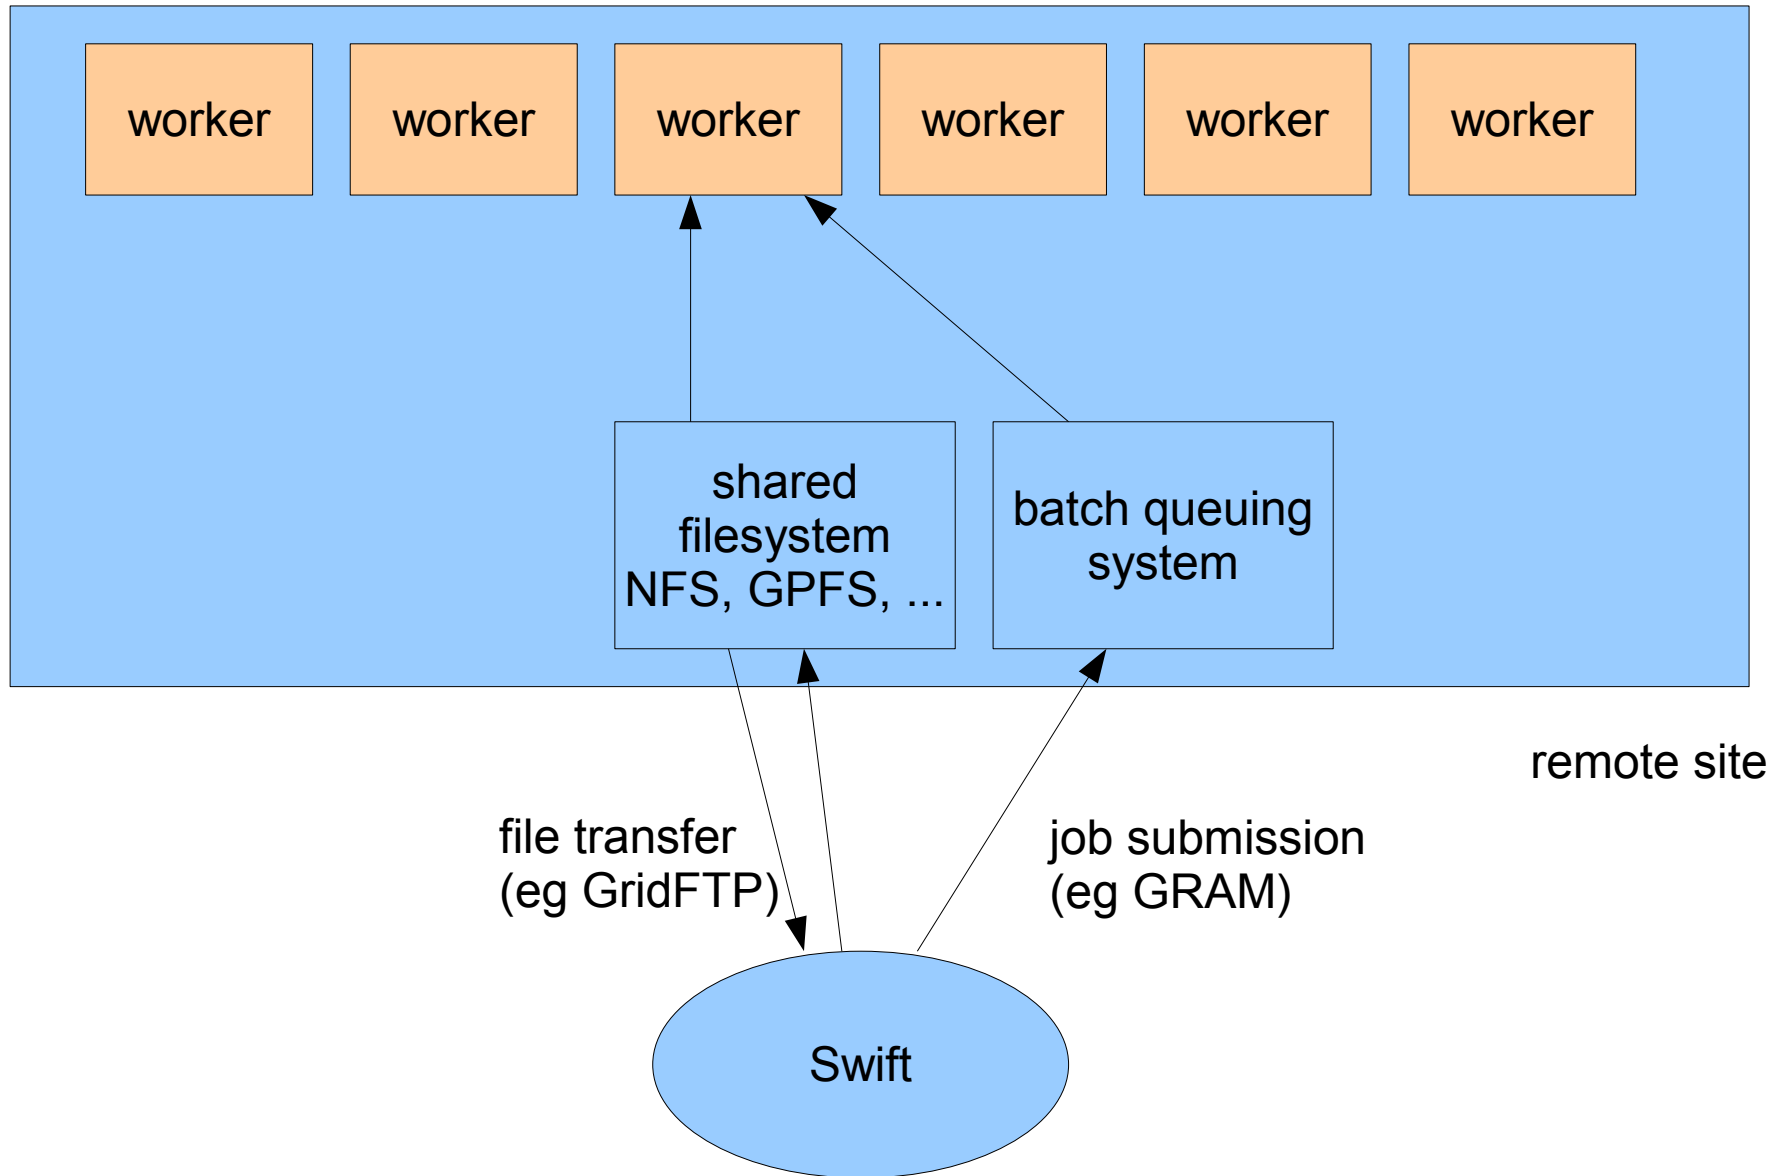 worker
worker
worker
worker
worker
worker
shared
filesystem
NFS, GPFS, ...
batch queuing
system
remote site
file transfer
(eg GridFTP)
job submission
(eg GRAM)
Swift